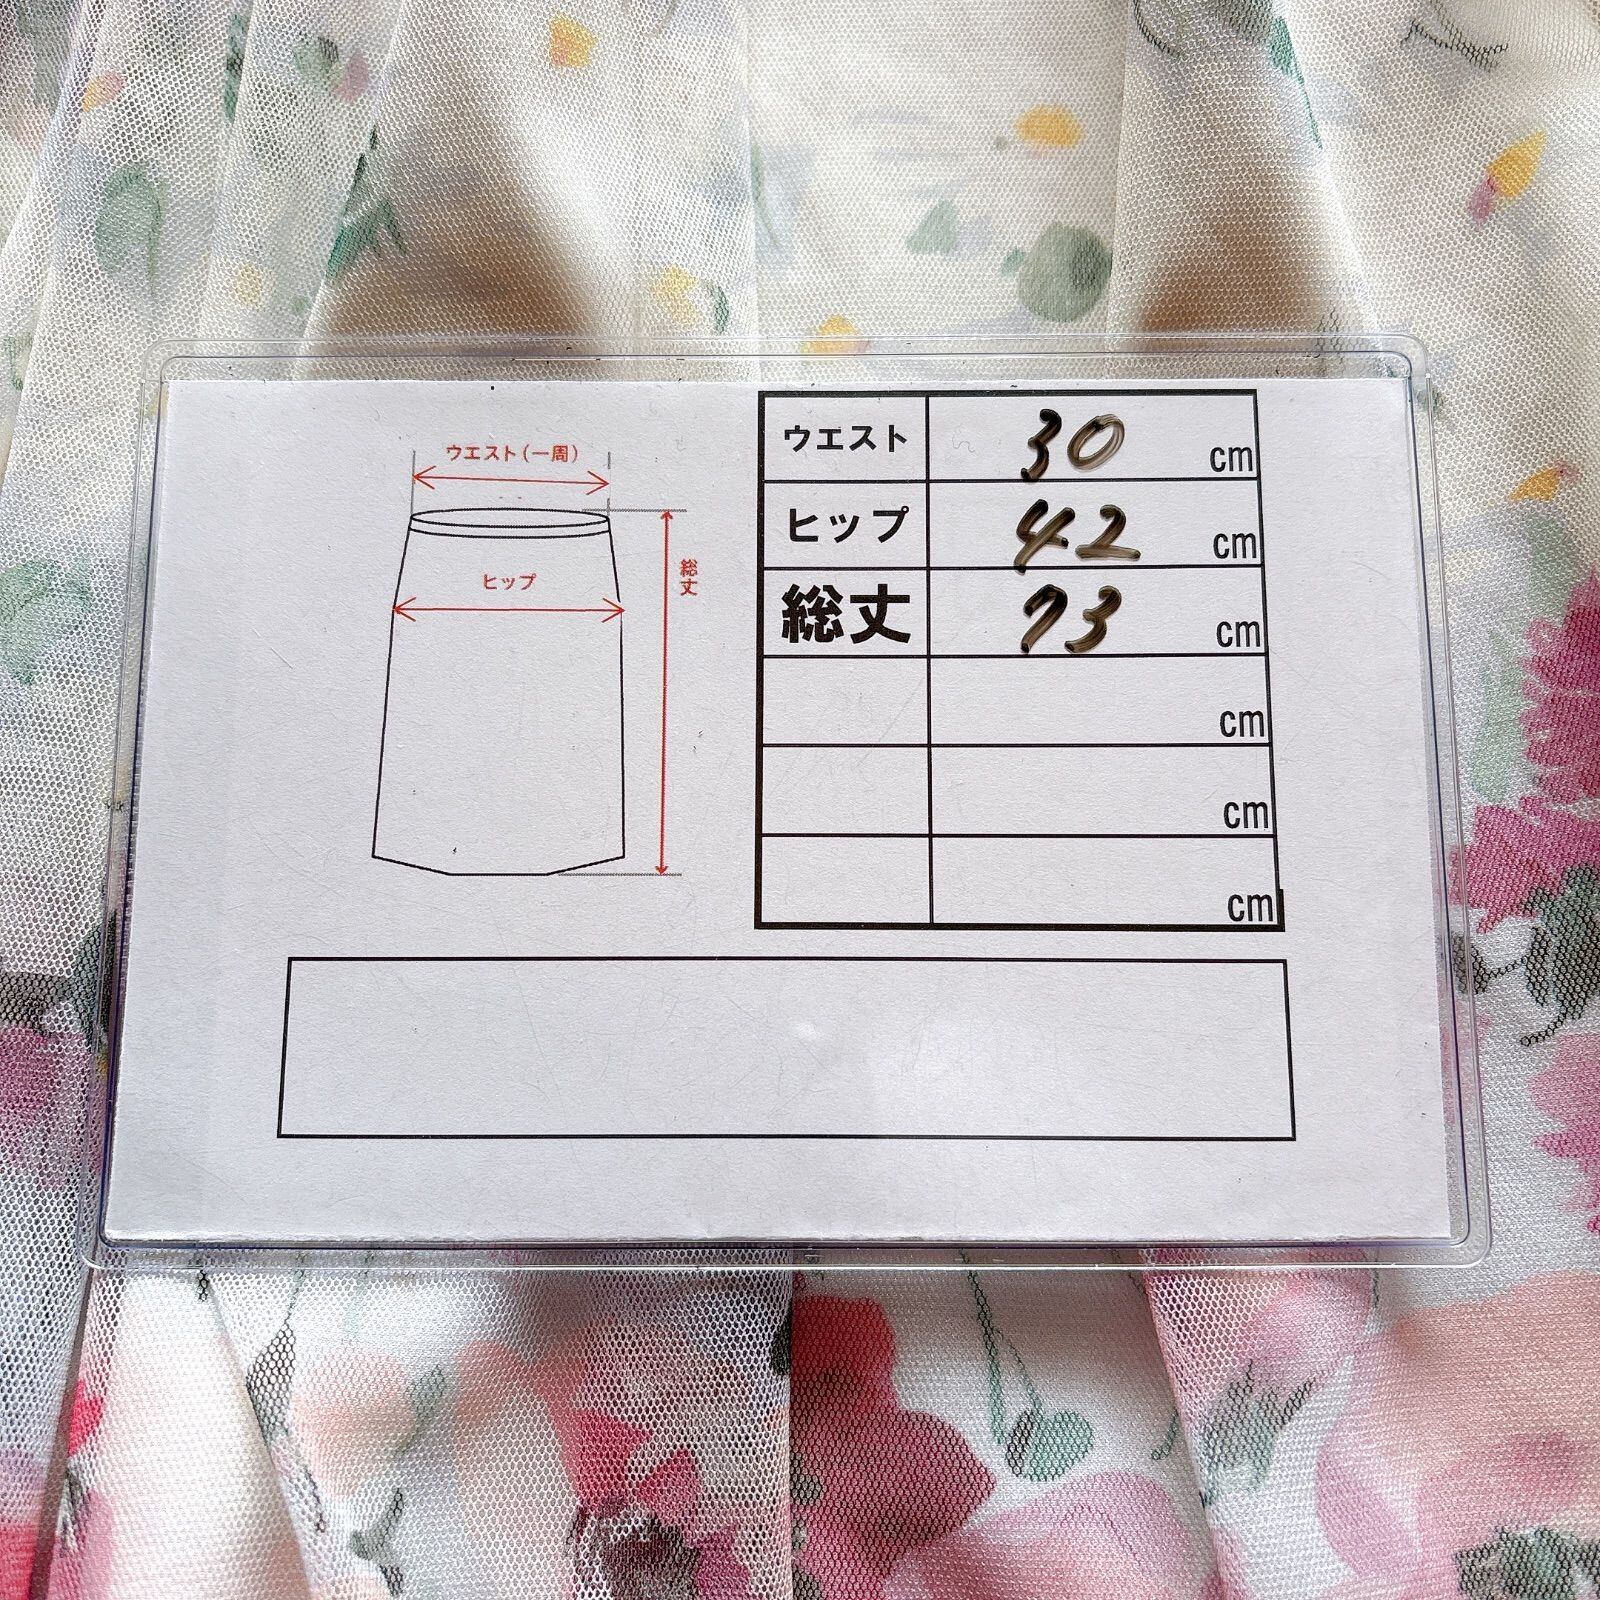 ウエスト(一周)
ヒップ
総丈
ウエスト 30 cm
ヒップ 42 cm
総丈 73 cm
cm
cm
cm